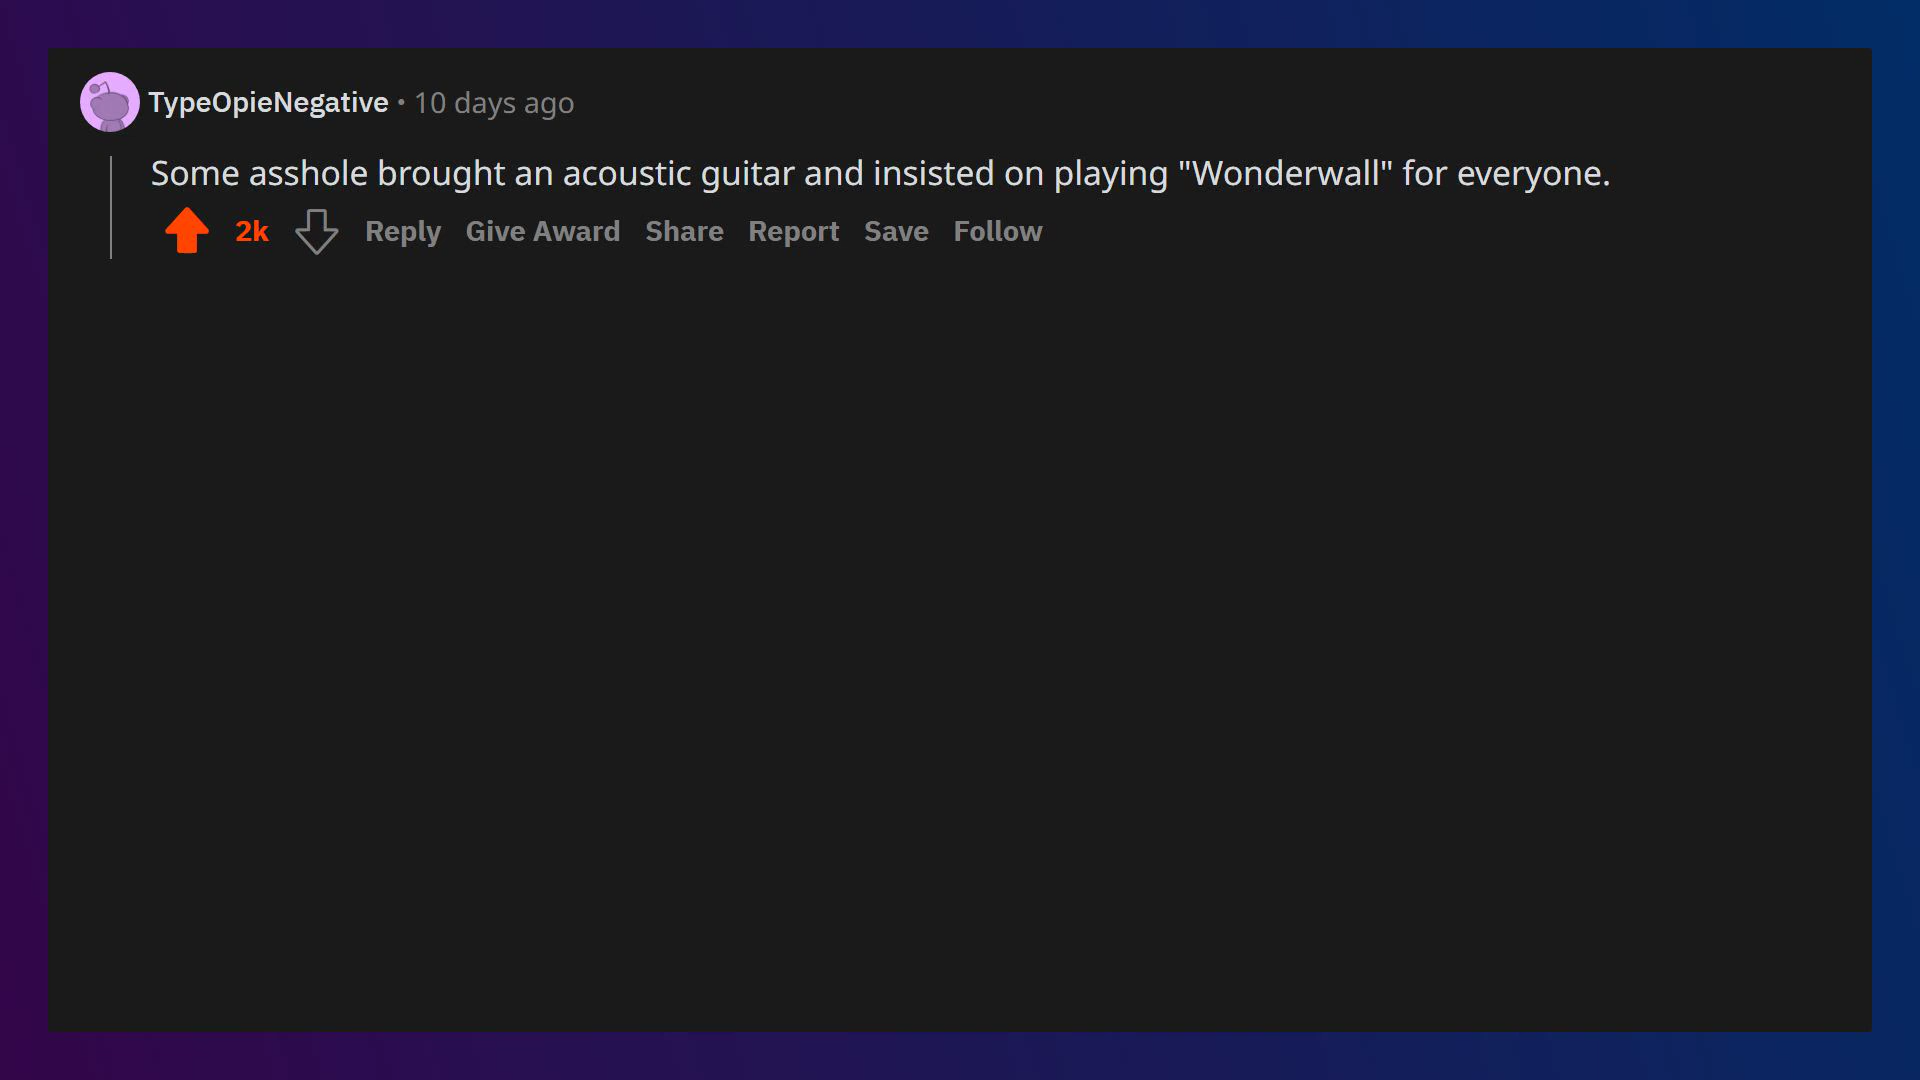 TypeOpieNegative • 10 days ago
Some asshole brought an acoustic guitar and insisted on playing "Wonderwall" for everyone.
2k Reply Give Award Share Report Save Follow